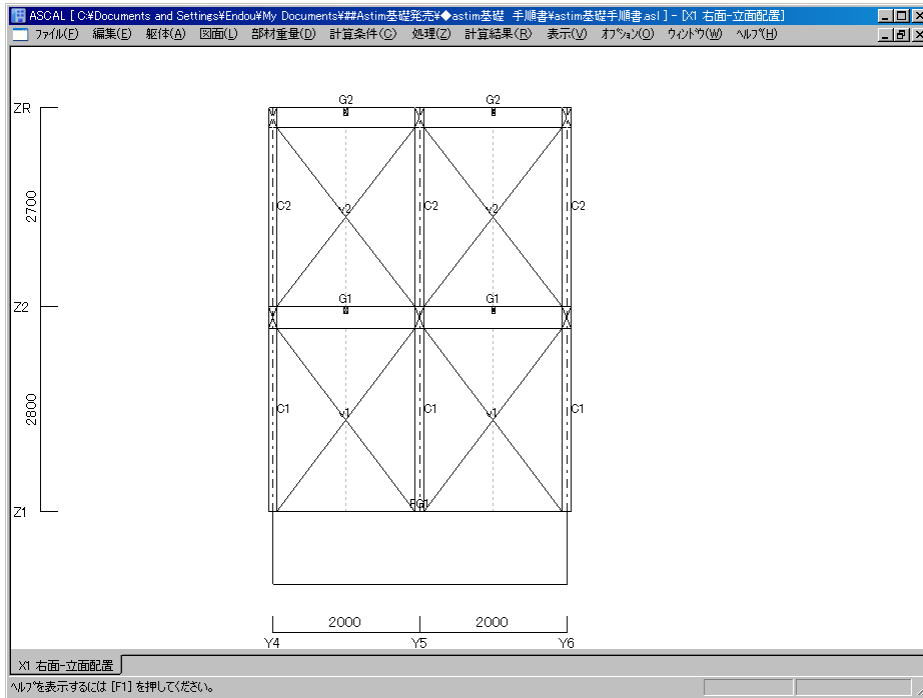 ASCAL [ C:¥Documents and Settings¥Endou¥My Documents¥##Astim基礎発売¥◆astim基礎 手順書¥astim基礎手順書.asl ] - [X1 右面-立面配置]
ファイル(F) 編集(E) 躯体(A) 図面(L) 部材重量(D) 計算条件(C) 処理(Z) 計算結果(R) 表示(V) オプション(O) ウィンドウ(W) ヘルプ(H)
ZR G2 G2
2700 C2 v2 C2 v2 C2
Z2 G1 G1
2800 C1 v1 C1 v1 C1
Z1
2000 2000
Y4 Y5 Y6
X1 右面-立面配置
ヘルプを表示するには [F1] を押してください。